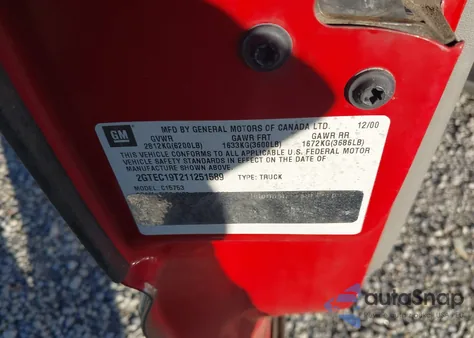 GM
MFD BY GENERAL MOTORS OF CANADA LTD. 12/00
GVWR GAWR FRT GAWR RR
2812KG(6200LB) 1633KG(3600LB) 1672KG(3686LB)
THIS VEHICLE CONFORMS TO ALL APPLICABLE U.S. FEDERAL MOTOR
VEHICLE SAFETY STANDARDS IN EFFECT ON THE DATE OF
MANUFACTURE SHOWN ABOVE.
2GTEC19T211251589 TYPE: TRUCK
MODEL: C15753
autoSnap